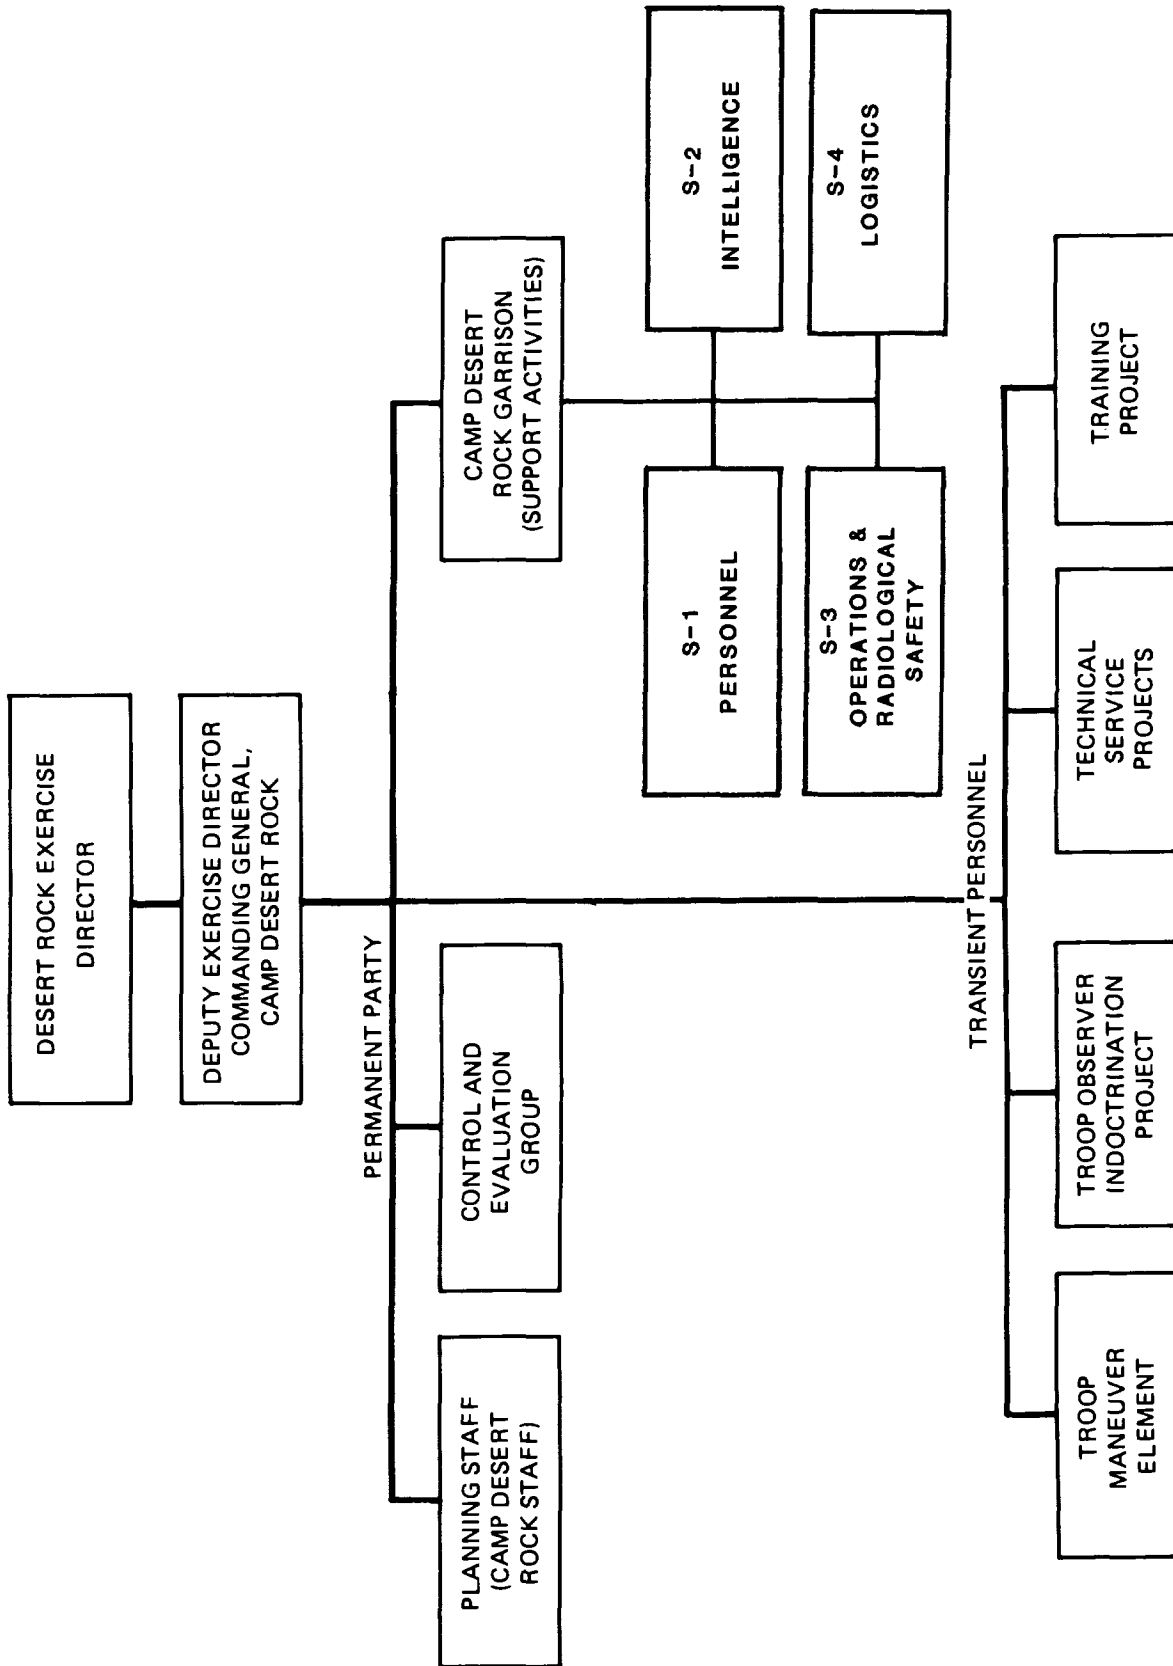 DESERT ROCK EXERCISE
DIRECTOR
DEPUTY EXERCISE DIRECTOR
COMMANDING GENERAL,
CAMP DESERT ROCK
PERMANENT PARTY
PLANNING STAFF
(CAMP DESERT
ROCK STAFF)
CONTROL AND
EVALUATION
GROUP
CAMP DESERT
ROCK GARRISON
(SUPPORT ACTIVITIES)
S-1
PERSONNEL
S-2
INTELLIGENCE
S-3
OPERATIONS &
RADIOLOGICAL
SAFETY
S-4
LOGISTICS
TRANSIENT PERSONNEL
TROOP
MANEUVER
ELEMENT
TROOP OBSERVER
INDOCTRINATION
PROJECT
TECHNICAL
SERVICE
PROJECTS
TRAINING
PROJECT